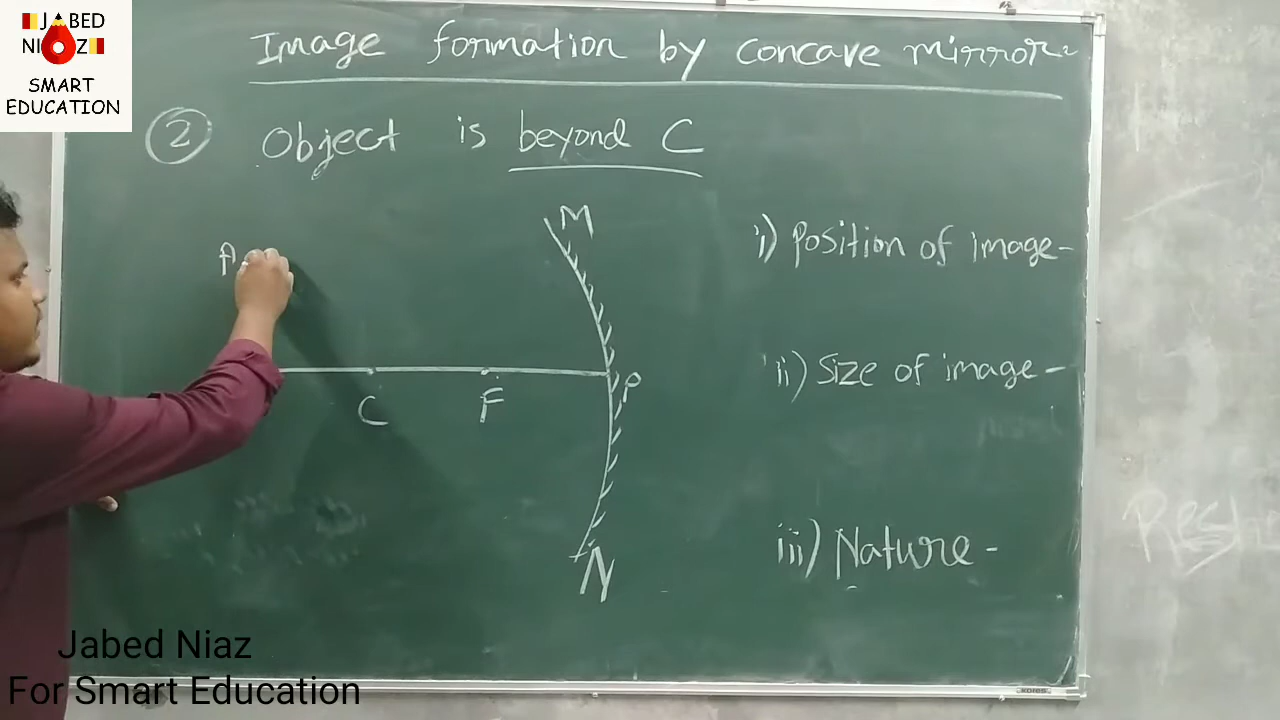 JABED
NIAZ
SMART
EDUCATION
Image formation by concave mirror
② Object is beyond C
M
A
i) Position of image-
C
F
P
ii) Size of image-
N
iii) Nature-
Jabed Niaz
For Smart Education